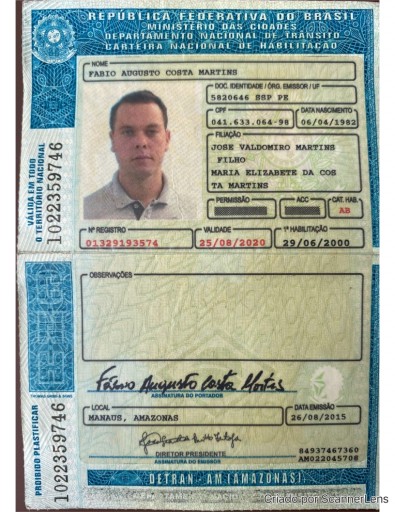 REPÚBLICA FEDERATIVA DO BRASIL
MINISTÉRIO DAS CIDADES
DEPARTAMENTO NACIONAL DE TRÂNSITO
CARTEIRA NACIONAL DE HABILITAÇÃO
NOME
FABIO AUGUSTO COSTA MARTINS
DOC. IDENTIDADE / ÓRG. EMISSOR / UF
5820646 SSP PE
CPF DATA NASCIMENTO
041.633.064-98 06/04/1982
FILIAÇÃO
JOSE VALDOMIRO MARTINS
FILHO
MARIA ELIZABETE DA COS
TA MARTINS
PERMISSÃO ACC CAT. HAB.
AB
Nº REGISTRO VALIDADE 1ª HABILITAÇÃO
01329193574 25/08/2020 29/06/2000
VÁLIDA EM TODO
O TERRITÓRIO NACIONAL
1022359746
OBSERVAÇÕES
Fábio Augusto Costa Martins
ASSINATURA DO PORTADOR
LOCAL DATA EMISSÃO
MANAUS, AMAZONAS 26/08/2015
DIRETOR PRESIDENTE
ASSINATURA DO EMISSOR
84937467360
AM022045708
PROIBIDO PLASTIFICAR
1022359746
DETRAN-AM (AMAZONAS)
Criado por ScannerLens